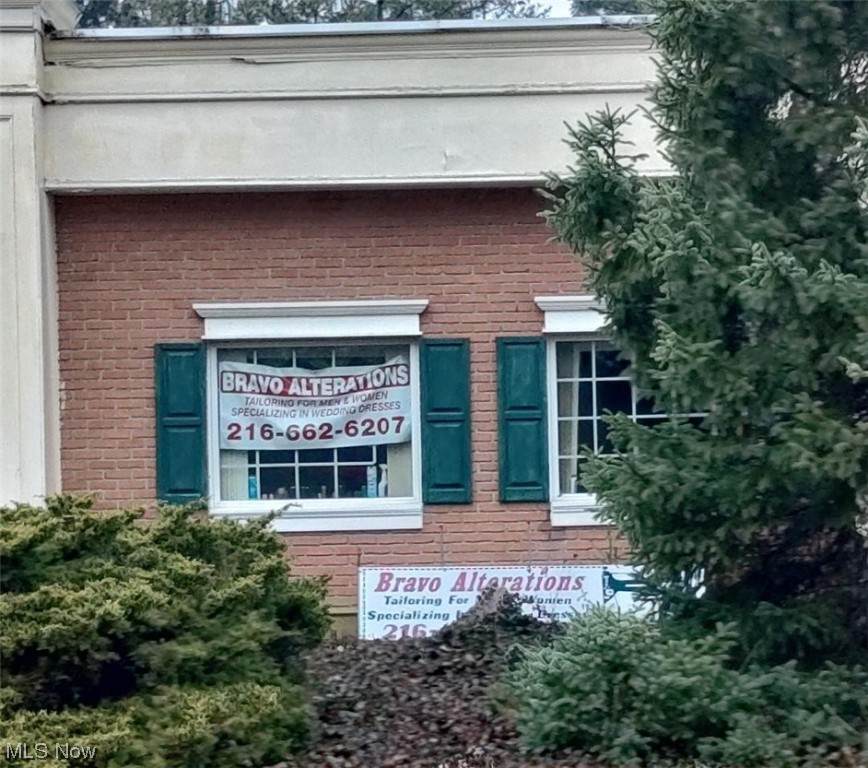 BRAVO ALTERATIONS
TAILORING FOR MEN & WOMEN
SPECIALIZING IN WEDDING DRESSES
216-662-6207
Bravo Alterations
Tailoring For Women
Specializing
216-
MLS Now